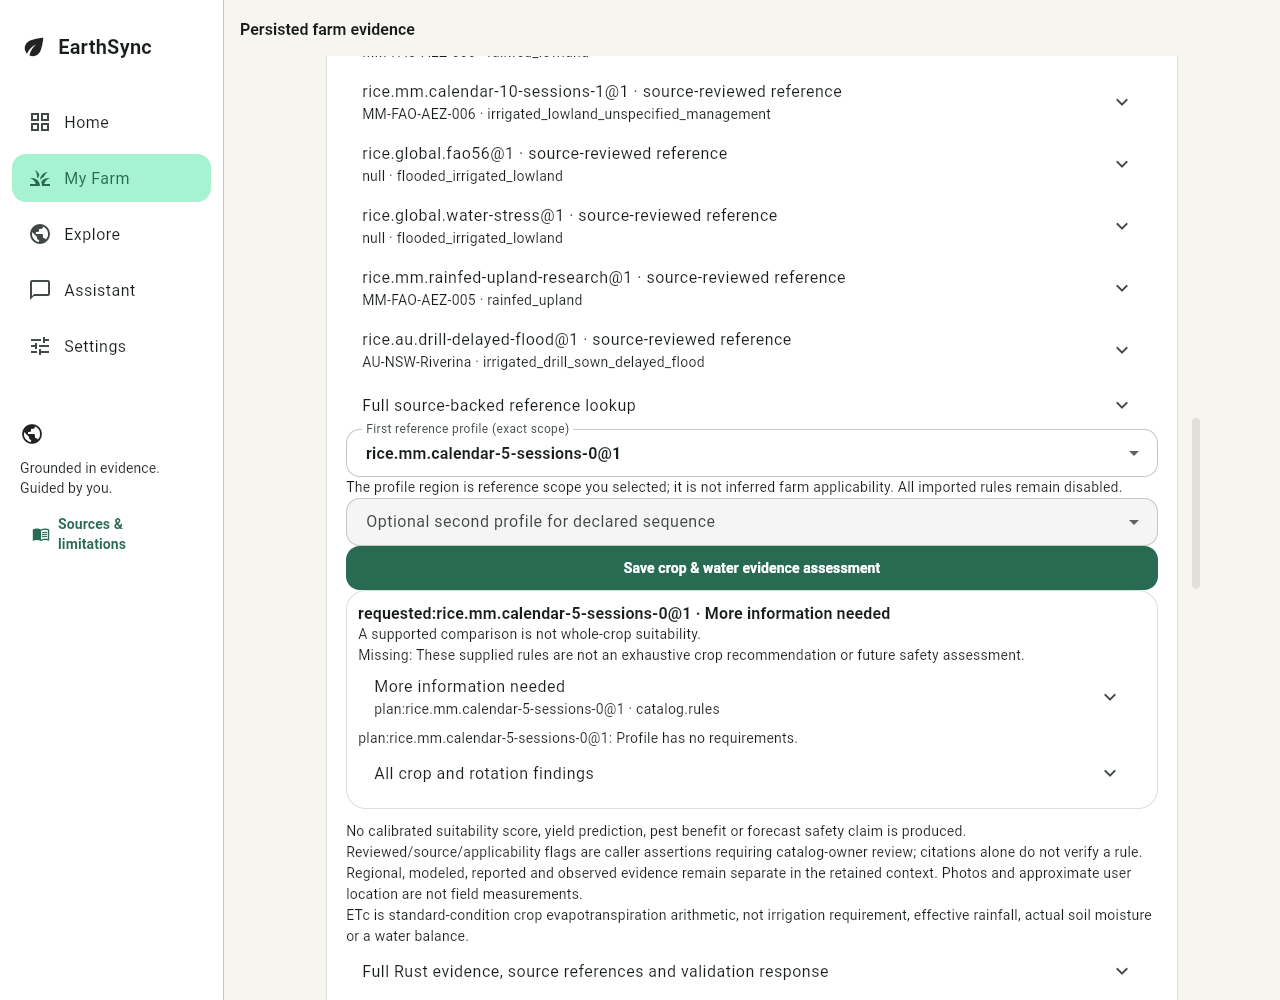 EarthSync
Home
My Farm
Explore
Assistant
Settings
Grounded in evidence.
Guided by you.
Sources &
limitations
Persisted farm evidence
rice.mm.calendar-10-sessions-1@1 · source-reviewed reference
MM-FAO-AEZ-006 · irrigated_lowland_unspecified_management
rice.global.fao56@1 · source-reviewed reference
null · flooded_irrigated_lowland
rice.global.water-stress@1 · source-reviewed reference
null · flooded_irrigated_lowland
rice.mm.rainfed-upland-research@1 · source-reviewed reference
MM-FAO-AEZ-005 · rainfed_upland
rice.au.drill-delayed-flood@1 · source-reviewed reference
AU-NSW-Riverina · irrigated_drill_sown_delayed_flood
Full source-backed reference lookup
First reference profile (exact scope)
rice.mm.calendar-5-sessions-0@1
The profile region is reference scope you selected; it is not inferred farm applicability. All imported rules remain disabled.
Optional second profile for declared sequence
Save crop & water evidence assessment
requested:rice.mm.calendar-5-sessions-0@1 · More information needed
A supported comparison is not whole-crop suitability.
Missing: These supplied rules are not an exhaustive crop recommendation or future safety assessment.
More information needed
plan:rice.mm.calendar-5-sessions-0@1 · catalog.rules
plan:rice.mm.calendar-5-sessions-0@1: Profile has no requirements.
All crop and rotation findings
No calibrated suitability score, yield prediction, pest benefit or forecast safety claim is produced.
Reviewed/source/applicability flags are caller assertions requiring catalog-owner review; citations alone do not verify a rule.
Regional, modeled, reported and observed evidence remain separate in the retained context. Photos and approximate user
location are not field measurements.
ETc is standard-condition crop evapotranspiration arithmetic, not irrigation requirement, effective rainfall, actual soil moisture
or a water balance.
Full Rust evidence, source references and validation response